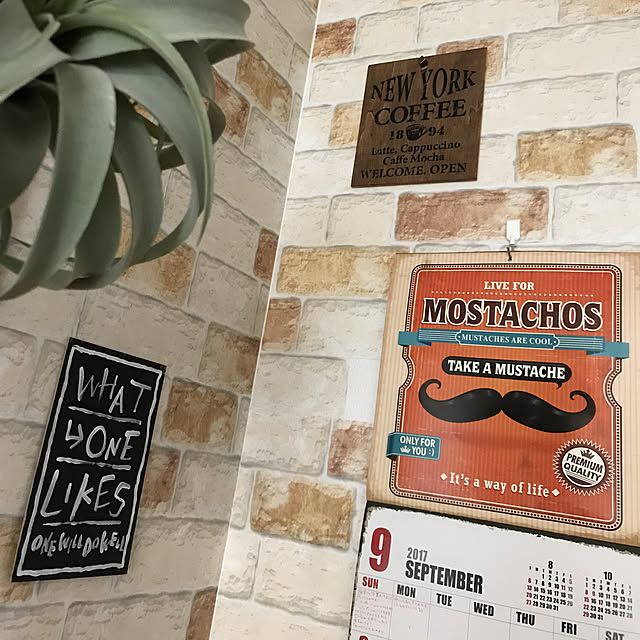 NEW YORK
COFFEE
18 94
Latte, Cappuccino
Caffe Mocha
WELCOME. OPEN
LIVE FOR
MOSTACHOS
MUSTACHES ARE COOL
TAKE A MUSTACHE
ONLY FOR
YOU :)
PREMIUM
QUALITY
It's a way of life
WHAT
ONE
LIKES
ONE WILL DO WELL
9
2017
SEPTEMBER
8
10
SUN
MON
TUE
WED
THU
FRI
SAT